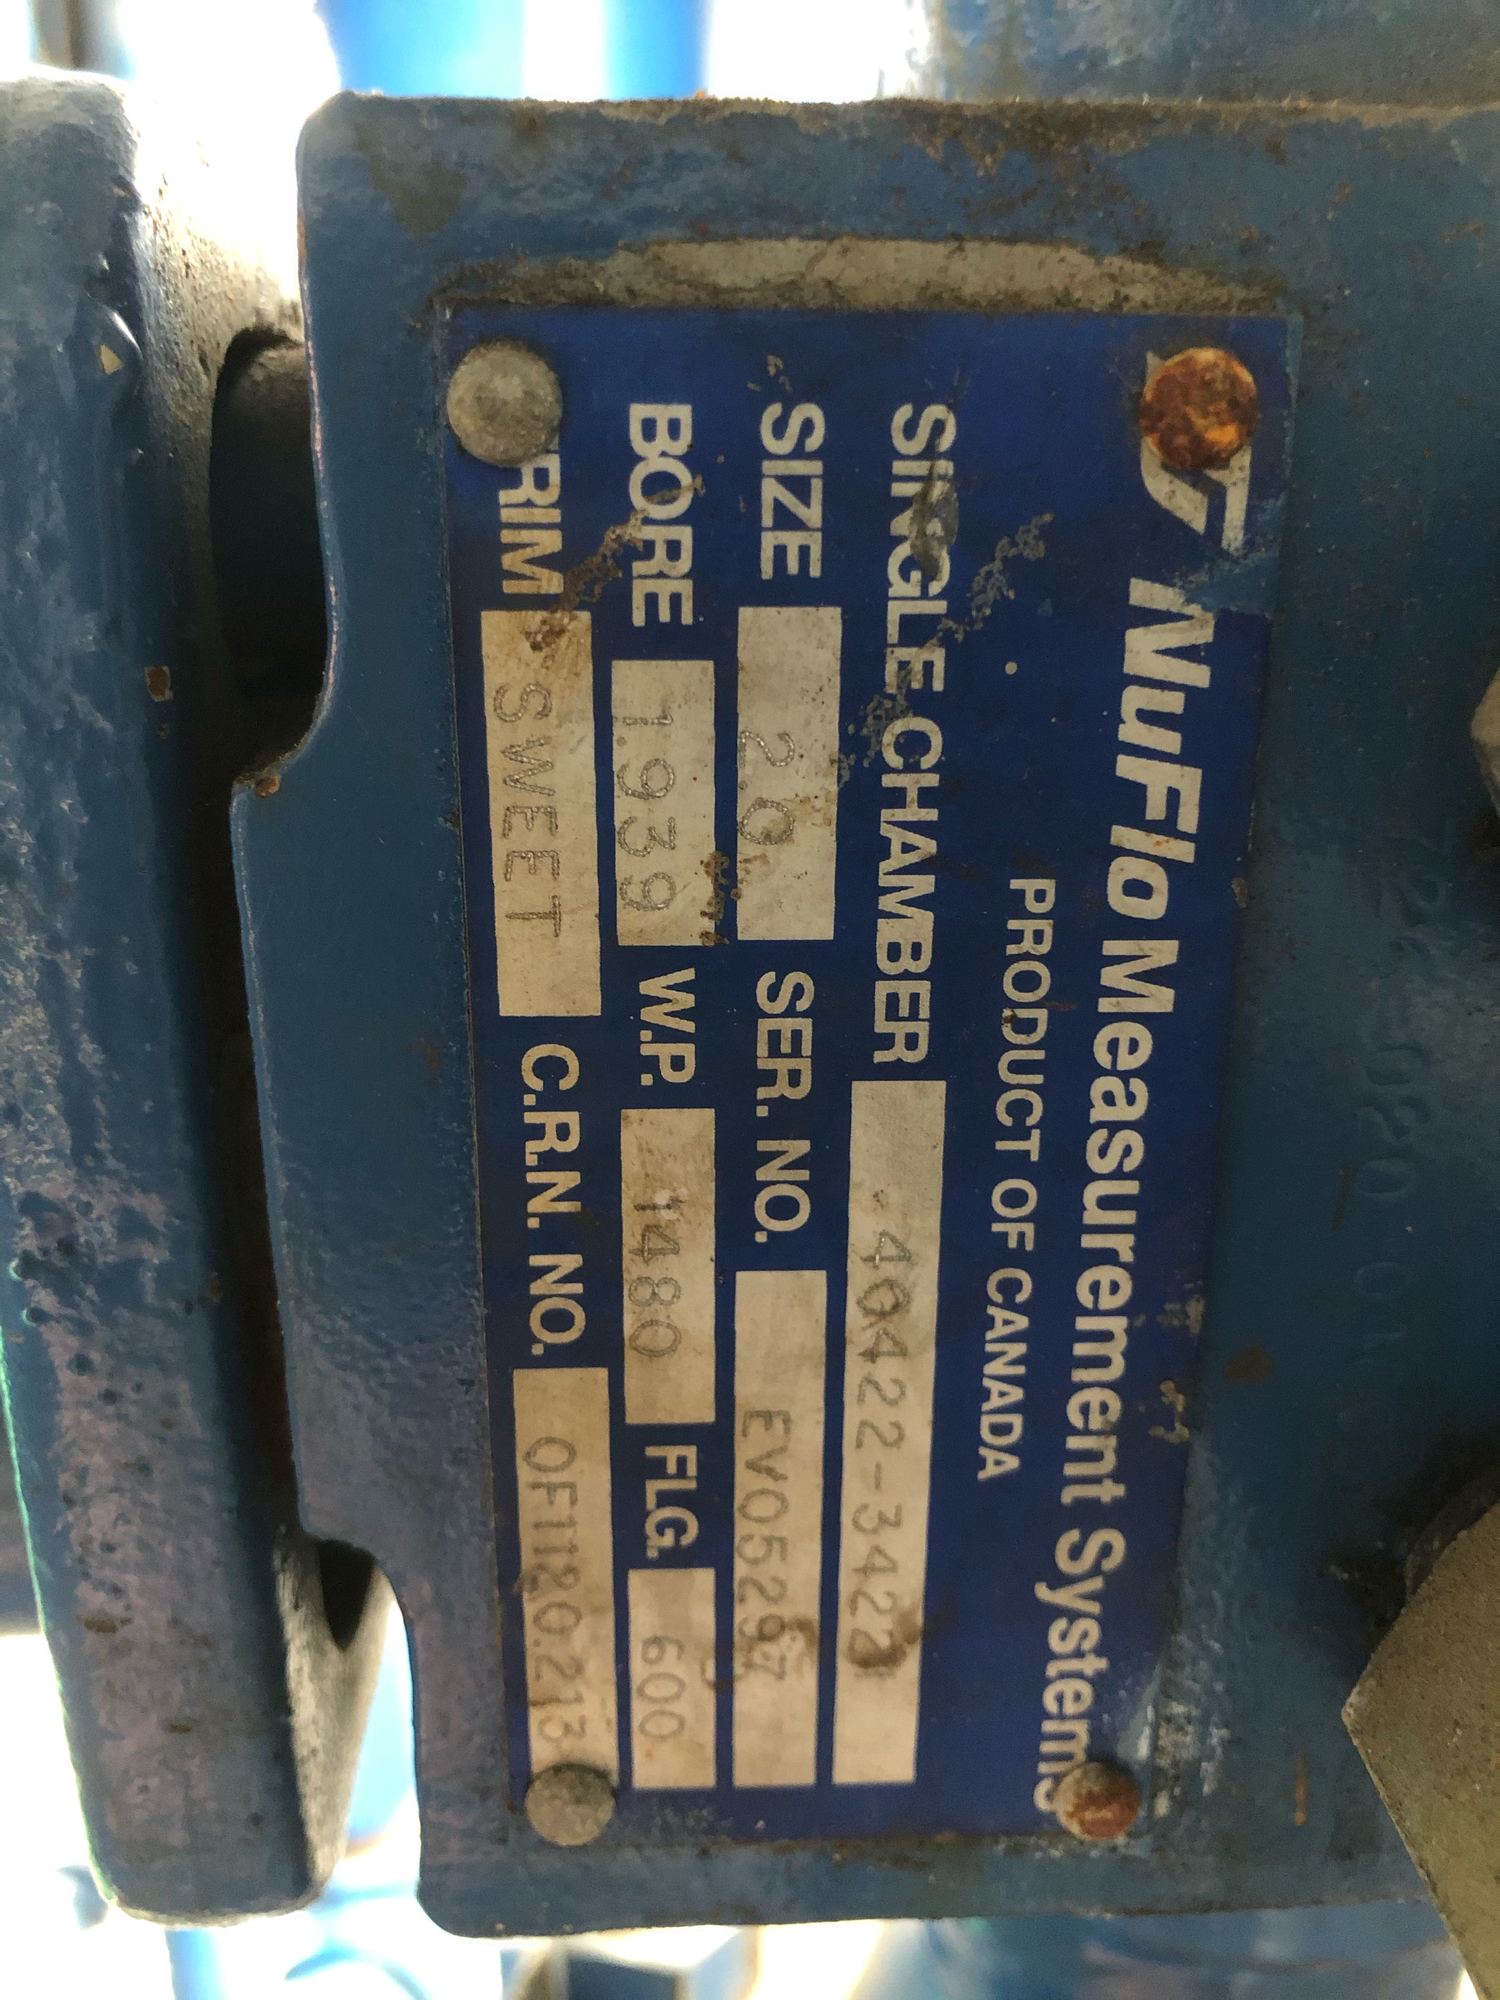 NuFlo Measurement Systems
PRODUCT OF CANADA
SINGLE CHAMBER 40422-3422
SIZE 2.0 SER. NO. EV05297
BORE 1.939 W.P. 1480 FLG. 600
TRIM SWEET C.R.N. NO. 0F1120.213